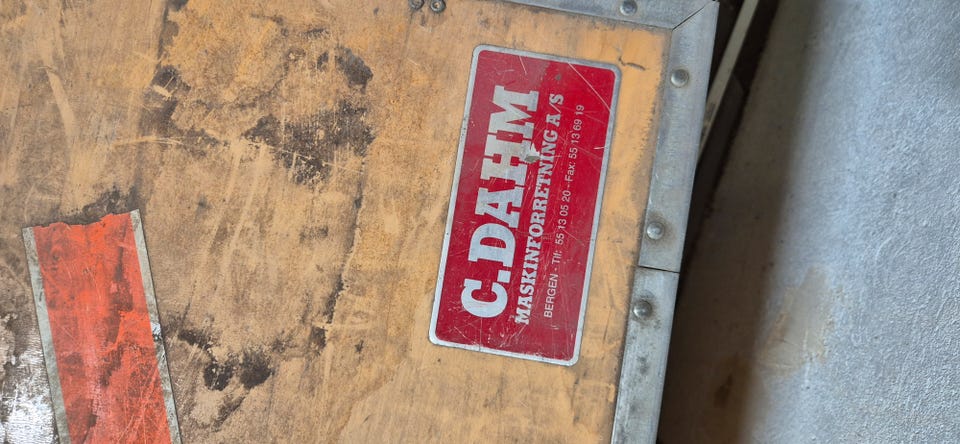 C.DAHM
MASKINFORRETNING A/S
BERGEN - Tlf: 55 13 05 20 - Fax: 55 13 69 19